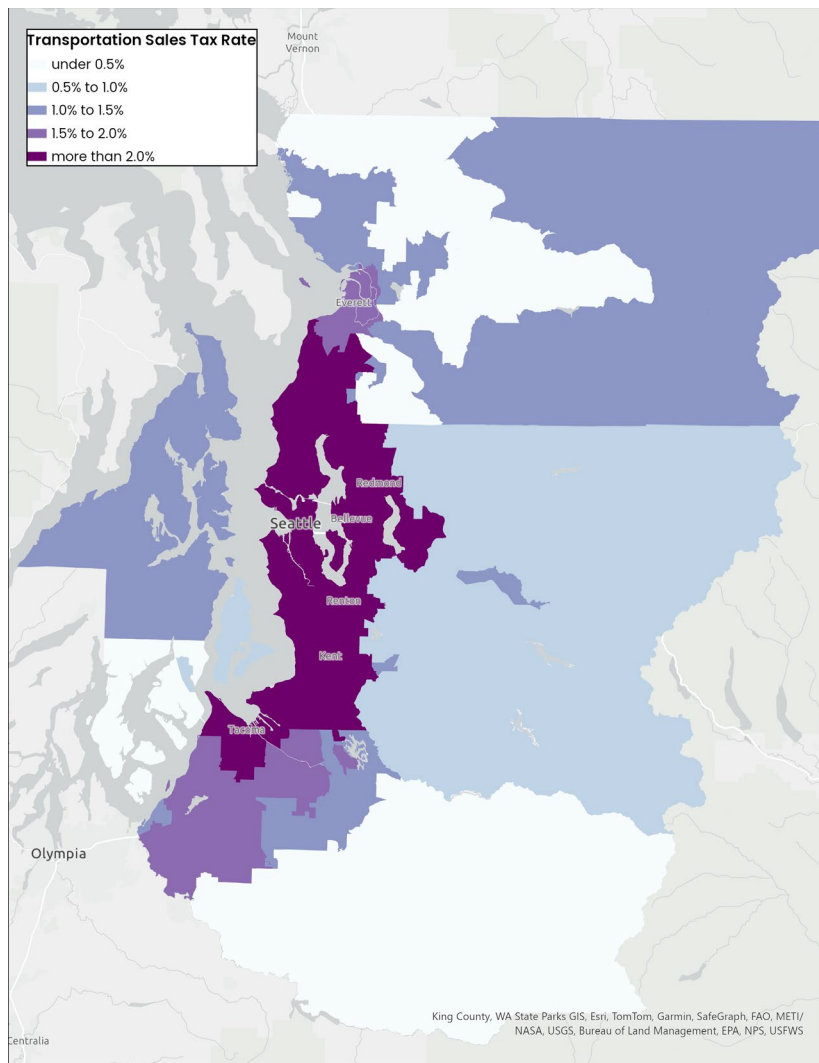 Transportation Sales Tax Rate
under 0.5%
0.5% to 1.0%
1.0% to 1.5%
1.5% to 2.0%
more than 2.0%
Mount
Vernon
Everett
Redmond
Seattle
Bellevue
Renton
Kent
Tacoma
Olympia
King County, WA State Parks GIS, Esri, TomTom, Garmin, SafeGraph, FAO, METI/
NASA, USGS, Bureau of Land Management, EPA, NPS, USFWS
Centralia